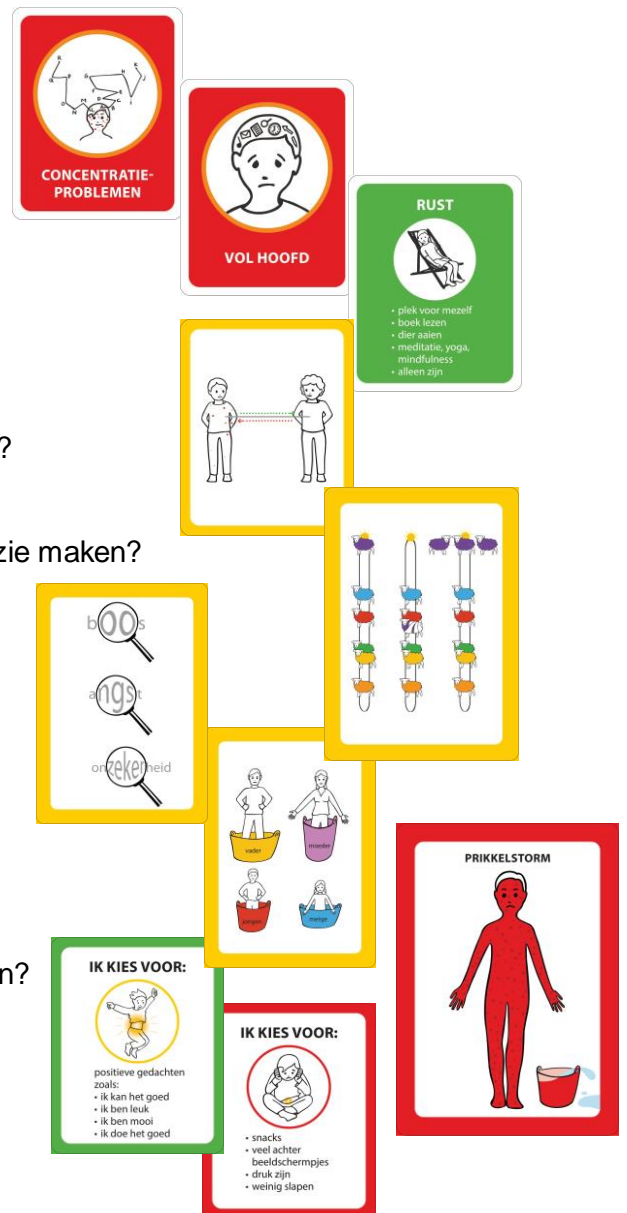 CONCENTRATIE-
PROBLEMEN
VOL HOOFD
RUST
• plek voor mezelf
• boek lezen
• dier aaien
• meditatie, yoga,
mindfulness
• alleen zijn
?
zie maken?
boos
angst
onzekerheid
vader
moeder
jongen
meisje
PRIKKELSTORM
n?
IK KIES VOOR:
positieve gedachten
zoals:
• ik kan het goed
• ik ben leuk
• ik ben mooi
• ik doe het goed
IK KIES VOOR:
• snacks
• veel achter
beeldschermpjes
• druk zijn
• weinig slapen